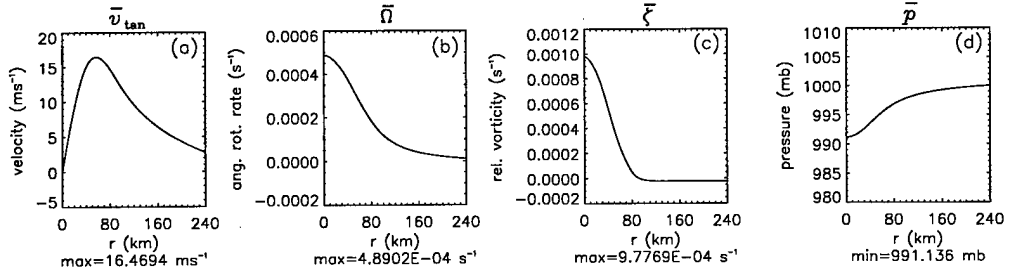 v̄ tan
(a)
velocity (ms⁻¹)
20
15
10
5
0
−5
0 80 160 240
r (km)
max=16.4694 ms⁻¹
Ω̄
(b)
ang. rot. rate (s⁻¹)
0.0006
0.0004
0.0002
0.0000
−0.0002
0 80 160 240
r (km)
max=4.8902E−04 s⁻¹
ζ̄
(c)
rel. vorticity (s⁻¹)
0.0012
0.0010
0.0008
0.0006
0.0004
0.0002
0.0000
−0.0002
0 80 160 240
r (km)
max=9.7769E−04 s⁻¹
p̄
(d)
pressure (mb)
1010
1005
1000
995
990
985
980
0 80 160 240
r (km)
min=991.136 mb